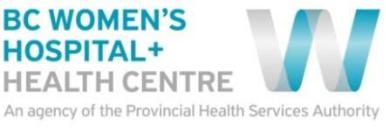 BC WOMEN'S
HOSPITAL+
HEALTH CENTRE
An agency of the Provincial Health Services Authority